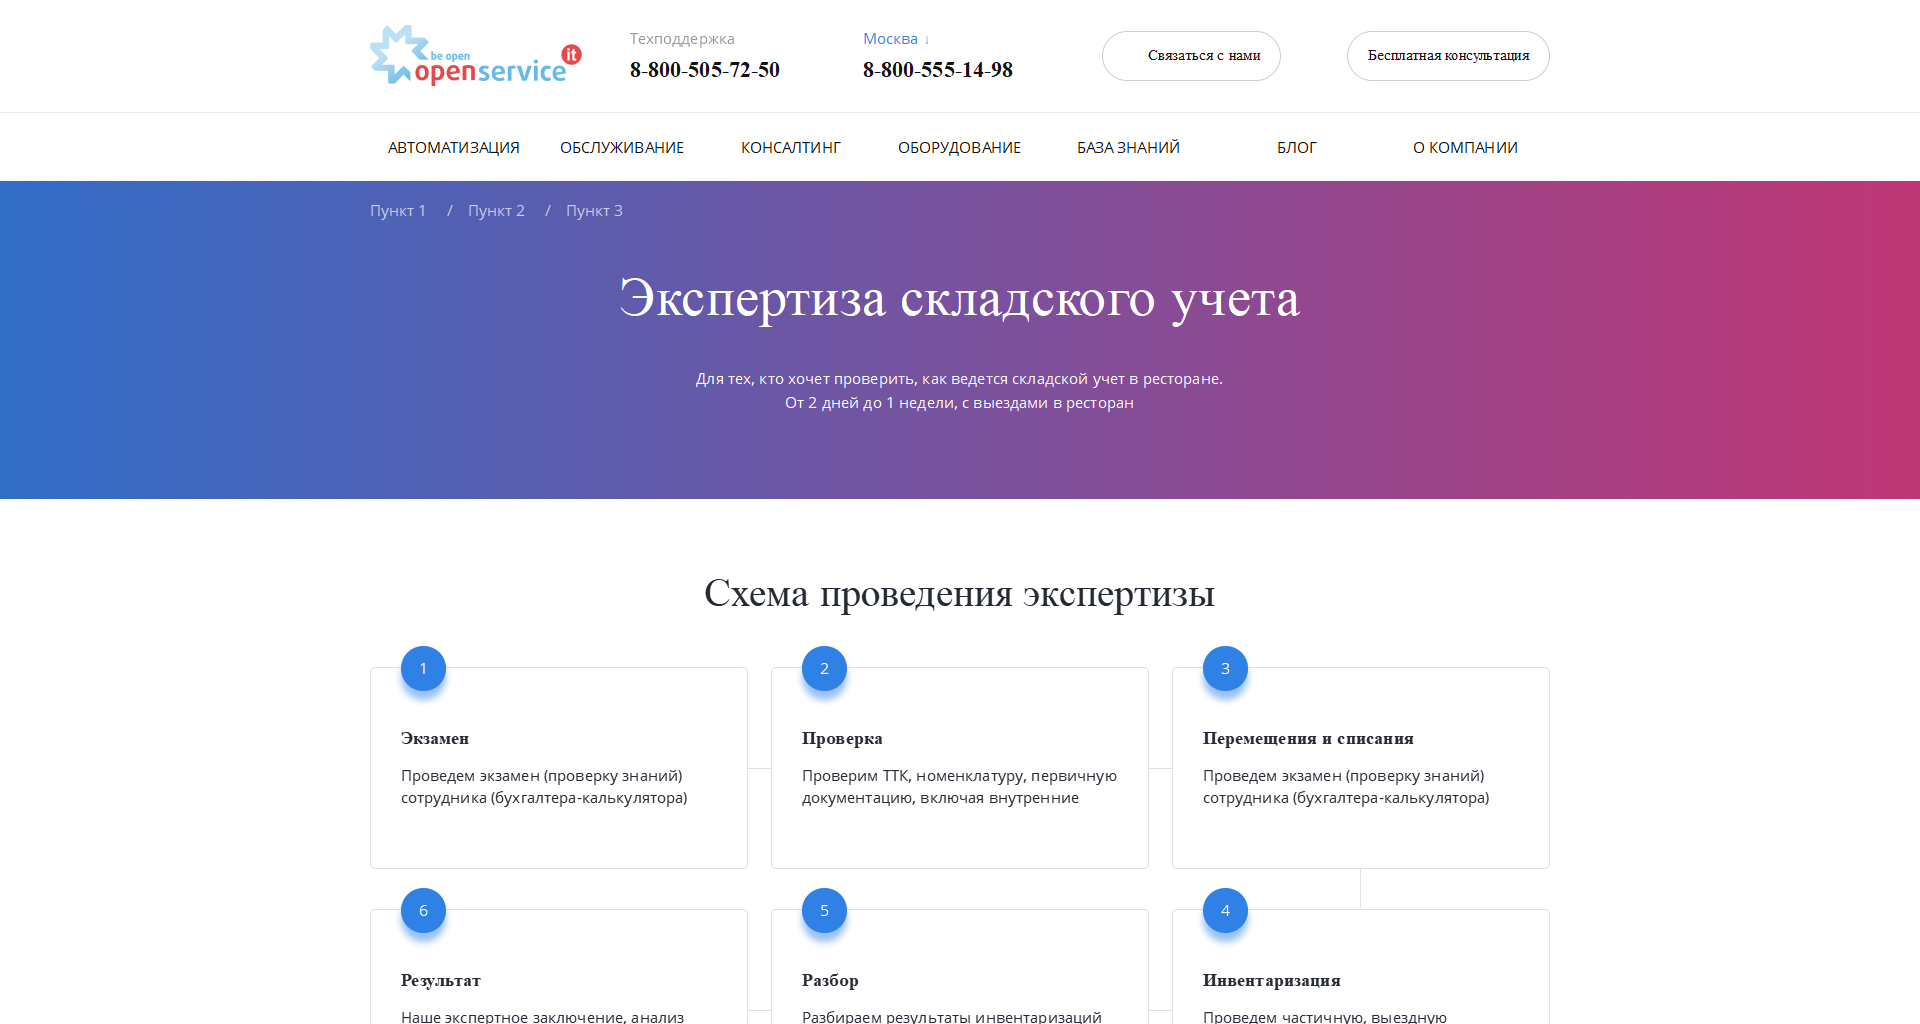 be open
openservice it
Техподдержка
8-800-505-72-50
Москва ↓
8-800-555-14-98
Связаться с нами
Бесплатная консультация
АВТОМАТИЗАЦИЯ ОБСЛУЖИВАНИЕ КОНСАЛТИНГ ОБОРУДОВАНИЕ БАЗА ЗНАНИЙ БЛОГ О КОМПАНИИ
Пункт 1 / Пункт 2 / Пункт 3
Экспертиза складского учета
Для тех, кто хочет проверить, как ведется складской учет в ресторане.
От 2 дней до 1 недели, с выездами в ресторан
Схема проведения экспертизы
1
Экзамен
Проведем экзамен (проверку знаний)
сотрудника (бухгалтера-калькулятора)
2
Проверка
Проверим ТТК, номенклатуру, первичную
документацию, включая внутренние
3
Перемещения и списания
Проведем экзамен (проверку знаний)
сотрудника (бухгалтера-калькулятора)
6
Результат
Наше экспертное заключение, анализ
5
Разбор
Разбираем результаты инвентаризаций
4
Инвентаризация
Проведем частичную, выездную